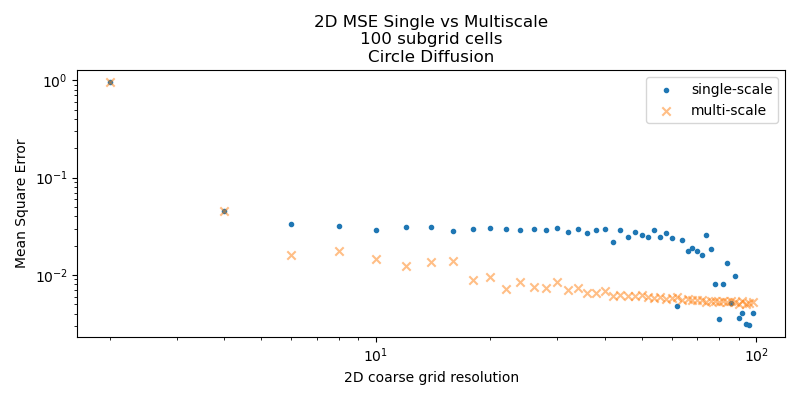 2D MSE Single vs Multiscale
100 subgrid cells
Circle Diffusion
single-scale
multi-scale
Mean Square Error
10⁰
10⁻¹
10⁻²
10¹
10²
2D coarse grid resolution